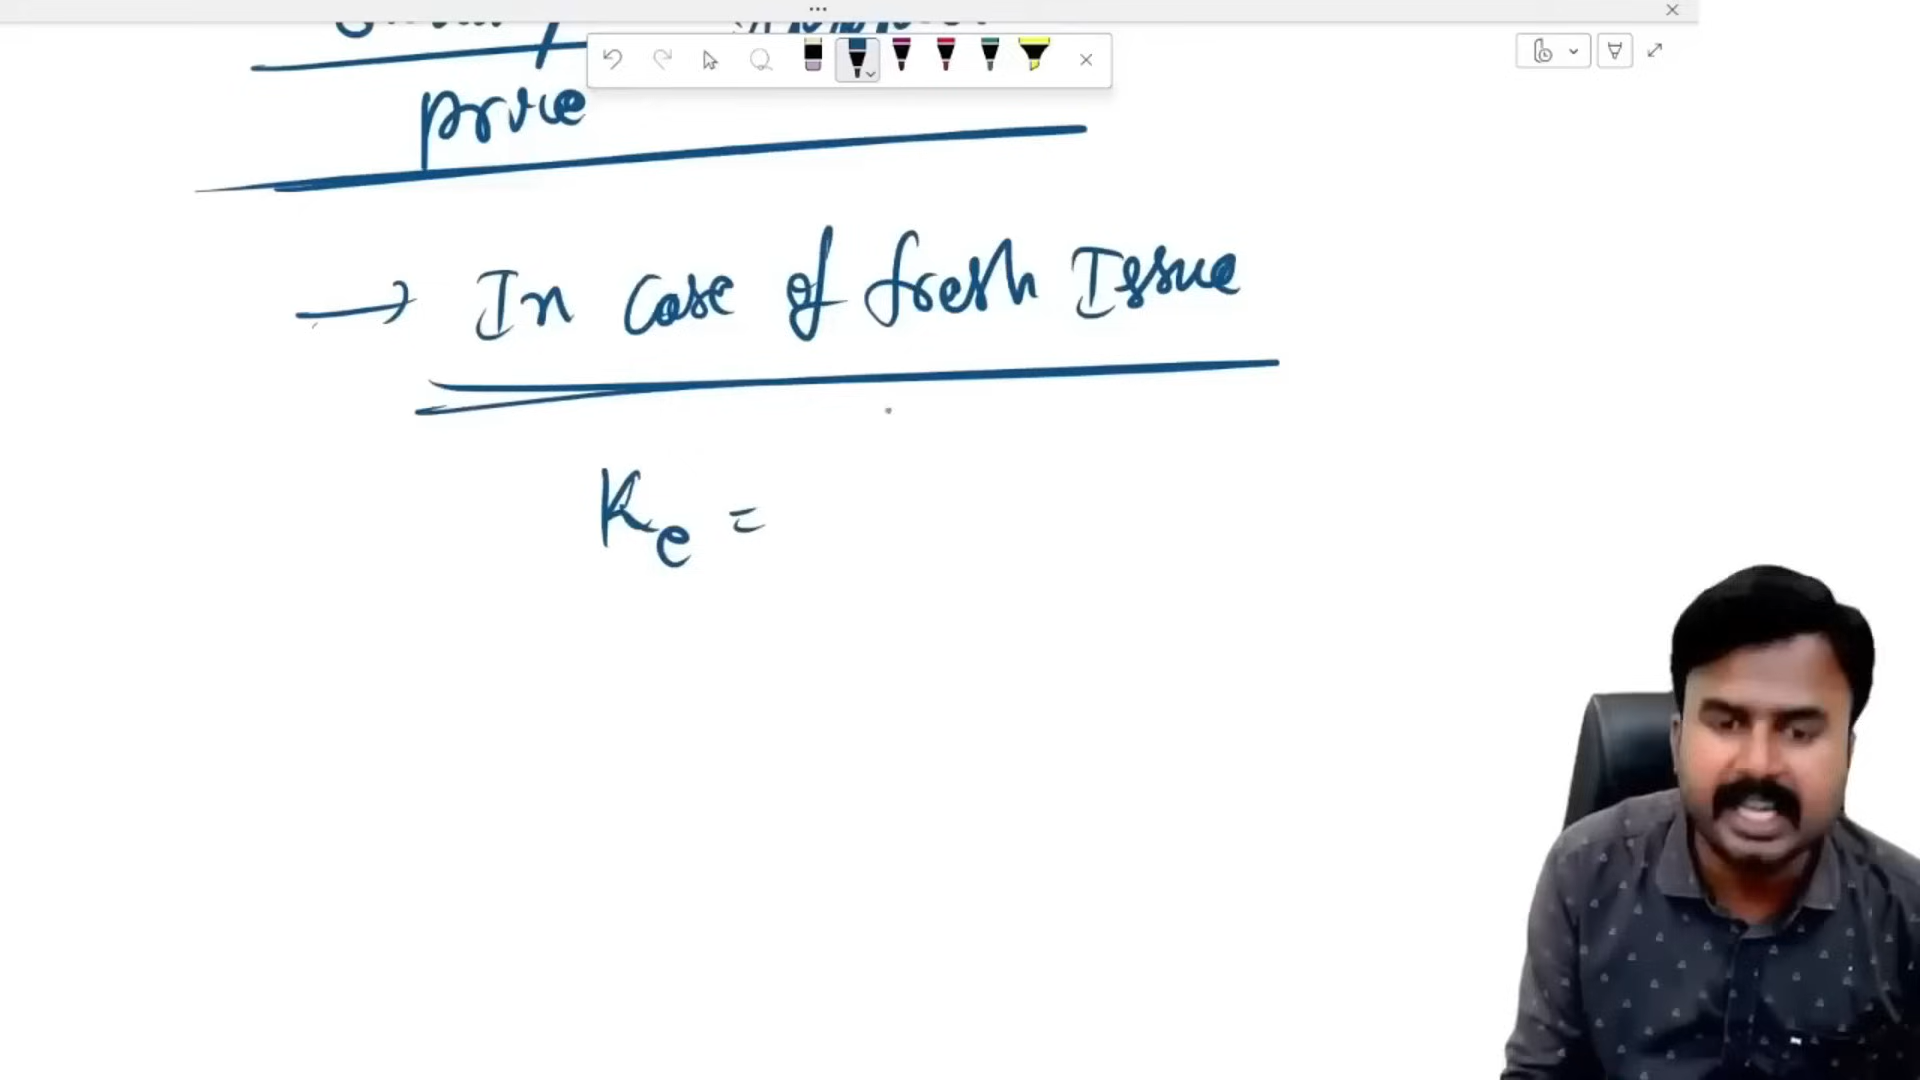 price
→ In case of fresh Issue
Ke =